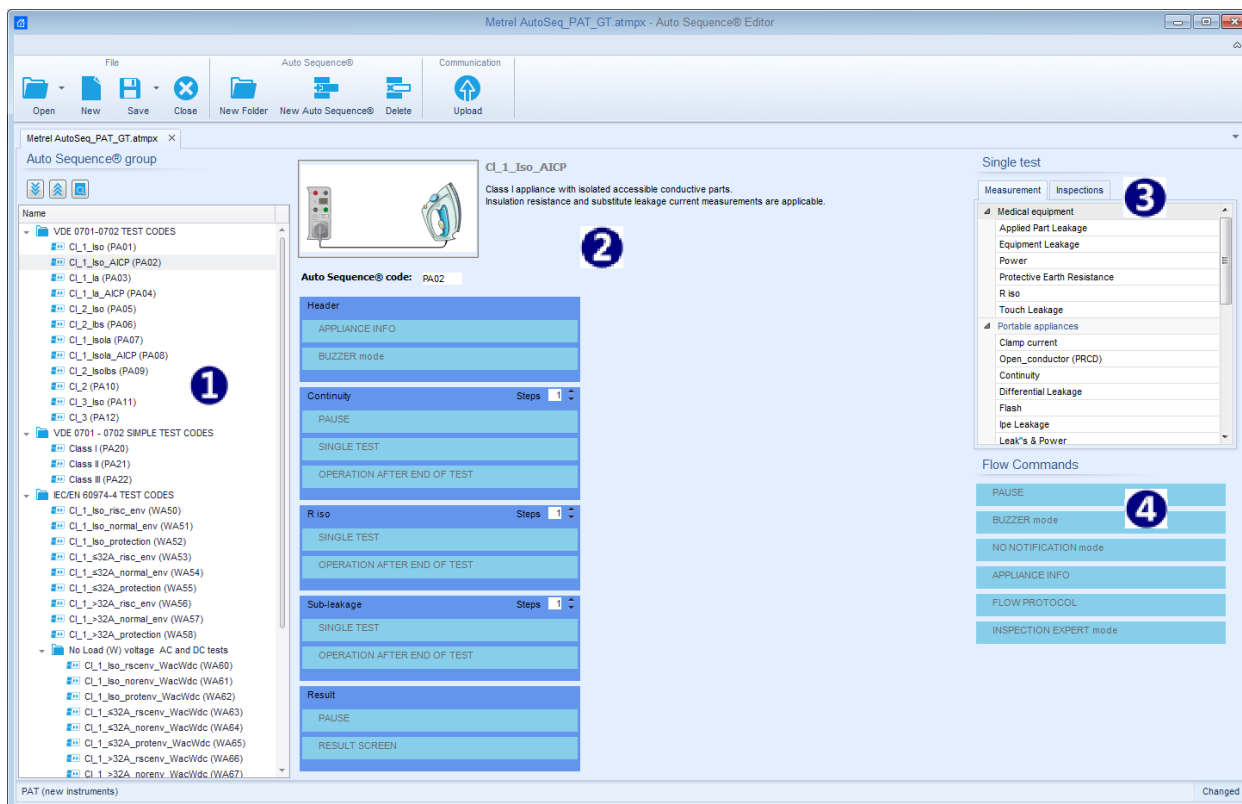 Metrel AutoSeq_PAT_GT.atmpx - Auto Sequence® Editor
File
Auto Sequence®
Communication
Open
New
Save
Close
New Folder
New Auto Sequence®
Delete
Upload
Metrel AutoSeq_PAT_GT.atmpx
Auto Sequence® group
Name
VDE 0701-0702 TEST CODES
Cl_1_Iso (PA01)
Cl_1_Iso_AICP (PA02)
Cl_1_Ia (PA03)
Cl_1_Ia_AICP (PA04)
Cl_2_Iso (PA05)
Cl_2_Ibs (PA06)
Cl_1_IsoIa (PA07)
Cl_1_IsoIa_AICP (PA08)
Cl_2_IsoIbs (PA09)
Cl_2 (PA10)
Cl_3_Iso (PA11)
Cl_3 (PA12)
VDE 0701 - 0702 SIMPLE TEST CODES
Class I (PA20)
Class II (PA21)
Class III (PA22)
IEC/EN 60974-4 TEST CODES
Cl_1_Iso_risc_env (WA50)
Cl_1_Iso_normal_env (WA51)
Cl_1_Iso_protection (WA52)
Cl_1_≤32A_risc_env (WA53)
Cl_1_≤32A_normal_env (WA54)
Cl_1_≤32A_protection (WA55)
Cl_1_>32A_risc_env (WA56)
Cl_1_>32A_normal_env (WA57)
Cl_1_>32A_protection (WA58)
No Load (W) voltage AC and DC tests
Cl_1_Iso_rscenv_WacWdc (WA60)
Cl_1_Iso_norenv_WacWdc (WA61)
Cl_1_Iso_protenv_WacWdc (WA62)
Cl_1_≤32A_rscenv_WacWdc (WA63)
Cl_1_≤32A_norenv_WacWdc (WA64)
Cl_1_≤32A_protenv_WacWdc (WA65)
Cl_1_>32A_rscenv_WacWdc (WA66)
Cl_1_>32A_norenv_WacWdc (WA67)
1
Cl_1_Iso_AICP
Class I appliance with isolated accessible conductive parts.
Insulation resistance and substitute leakage current measurements are applicable.
2
Auto Sequence® code: PA02
Header
APPLIANCE INFO
BUZZER mode
Continuity Steps 1
PAUSE
SINGLE TEST
OPERATION AFTER END OF TEST
R iso Steps 1
SINGLE TEST
OPERATION AFTER END OF TEST
Sub-leakage Steps 1
SINGLE TEST
OPERATION AFTER END OF TEST
Result
PAUSE
RESULT SCREEN
Single test
Measurement Inspections
3
Medical equipment
Applied Part Leakage
Equipment Leakage
Power
Protective Earth Resistance
R iso
Touch Leakage
Portable appliances
Clamp current
Open_conductor (PRCD)
Continuity
Differential Leakage
Flash
Ipe Leakage
Leak"s & Power
Flow Commands
PAUSE
4
BUZZER mode
NO NOTIFICATION mode
APPLIANCE INFO
FLOW PROTOCOL
INSPECTION EXPERT mode
PAT (new instruments)
Changed